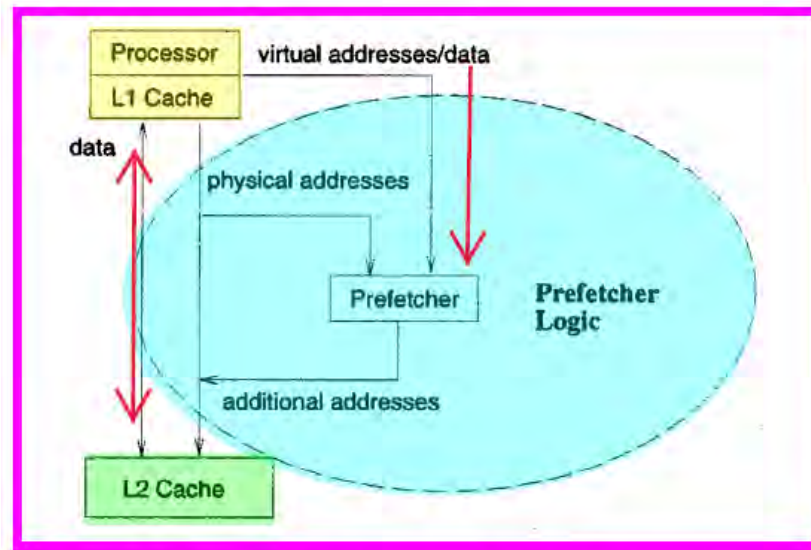 Processor
virtual addresses/data
L1 Cache
data
physical addresses
Prefetcher
Prefetcher
Logic
additional addresses
L2 Cache